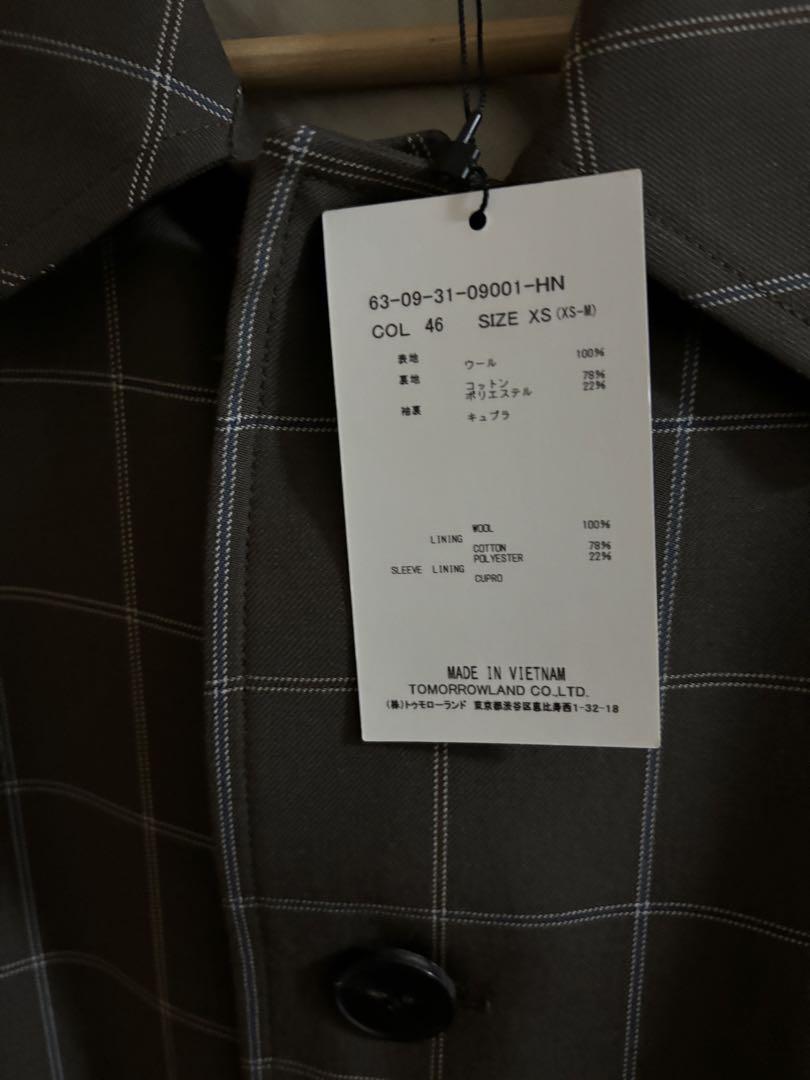 63-09-31-09001-HN
COL 46 SIZE XS (XS-M)
表地 ウール 100%
裏地 コットン 78%
ポリエステル 22%
袖裏 キュプラ
WOOL 100%
LINING
COTTON 78%
POLYESTER 22%
SLEEVE LINING
CUPRO
MADE IN VIETNAM
TOMORROWLAND CO.,LTD.
(株)トゥモローランド 東京都渋谷区恵比寿西1-32-18